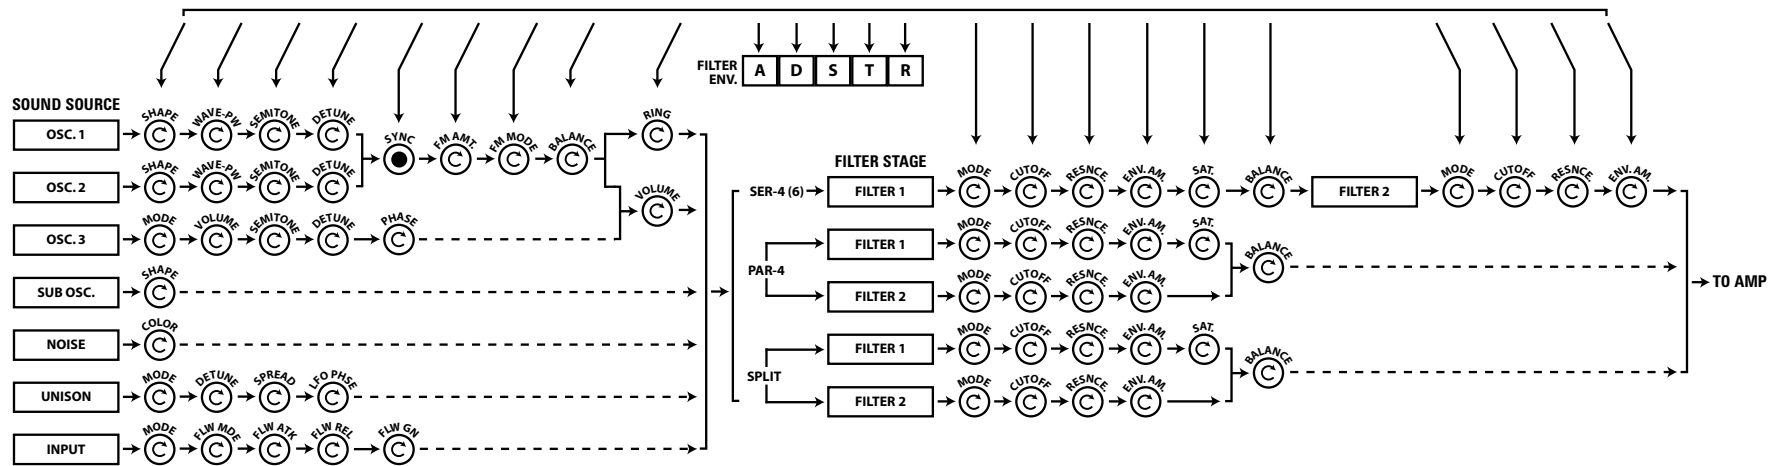 FILTER ENV. A D S T R
SOUND SOURCE
OSC. 1 SHAPE WAVE-PW SEMITONE DETUNE SYNC FM AMT. FM MODE BALANCE RING
OSC. 2 SHAPE WAVE-PW SEMITONE DETUNE VOLUME
OSC. 3 MODE VOLUME SEMITONE DETUNE PHASE
SUB OSC. SHAPE
NOISE COLOR
UNISON MODE DETUNE SPREAD LFO PHSE
INPUT MODE FLW MDE FLW ATK FLW REL FLW GN
FILTER STAGE
SER-4 (6) FILTER 1 MODE CUTOFF RESNCE. ENV. AM. SAT. BALANCE FILTER 2 MODE CUTOFF RESNCE. ENV. AM.
PAR-4
FILTER 1 MODE CUTOFF RESNCE. ENV. AM. SAT. BALANCE
FILTER 2 MODE CUTOFF RESNCE. ENV. AM.
SPLIT
FILTER 1 MODE CUTOFF RESNCE. ENV. AM. SAT. BALANCE
FILTER 2 MODE CUTOFF RESNCE. ENV. AM.
TO AMP